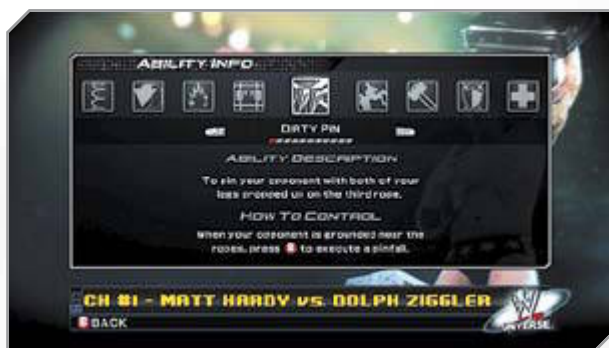 ABILITY INFO
DIRTY PIN
ABILITY DESCRIPTION
To pin your opponent with both of your
legs propped up on the third rope.
HOW TO CONTROL
When your opponent is grounded near the
ropes, press B to execute a pinfall.
CH #1 - MATT HARDY VS. DOLPH ZIGGLER
W
UNIVERSE
B BACK